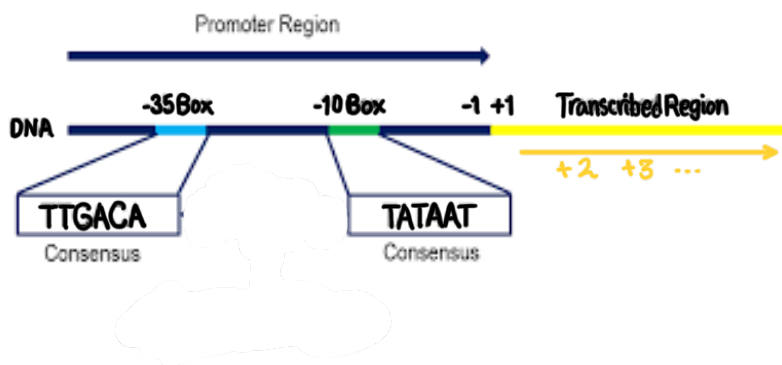 Promoter Region
-35 Box -10 Box -1 +1 Transcribed Region
DNA
+2 +3 ...
TTGACA TATAAT
Consensus Consensus